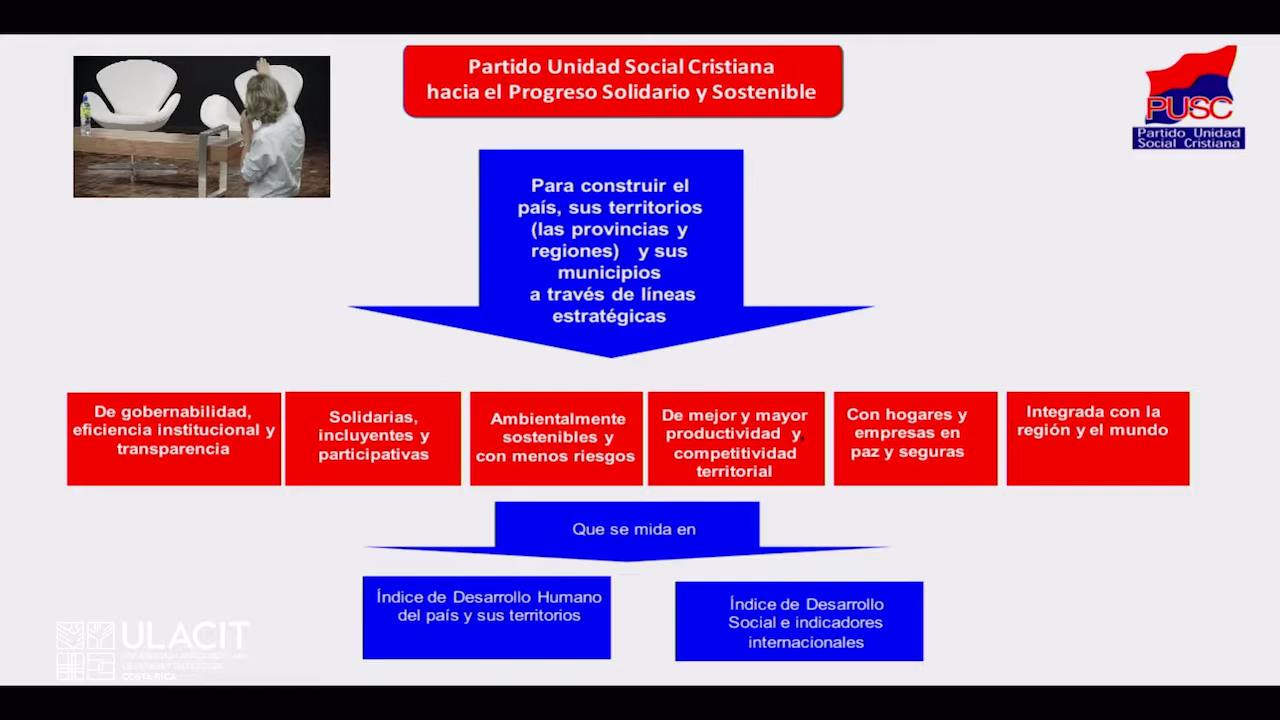 Partido Unidad Social Cristiana
hacia el Progreso Solidario y Sostenible
PUSC
Partido Unidad
Social Cristiana
Para construir el
país, sus territorios
(las provincias y
regiones) y sus
municipios
a través de líneas
estratégicas
De gobernabilidad,
eficiencia institucional y
transparencia
Solidarias,
incluyentes y
participativas
Ambientalmente
sostenibles y
con menos riesgos
De mejor y mayor
productividad y,
competitividad
territorial
Con hogares y
empresas en
paz y seguras
Integrada con la
región y el mundo
Que se mida en
Índice de Desarrollo Humano
del país y sus territorios
Índice de Desarrollo
Social e indicadores
internacionales
ULACIT
COSTA RICA